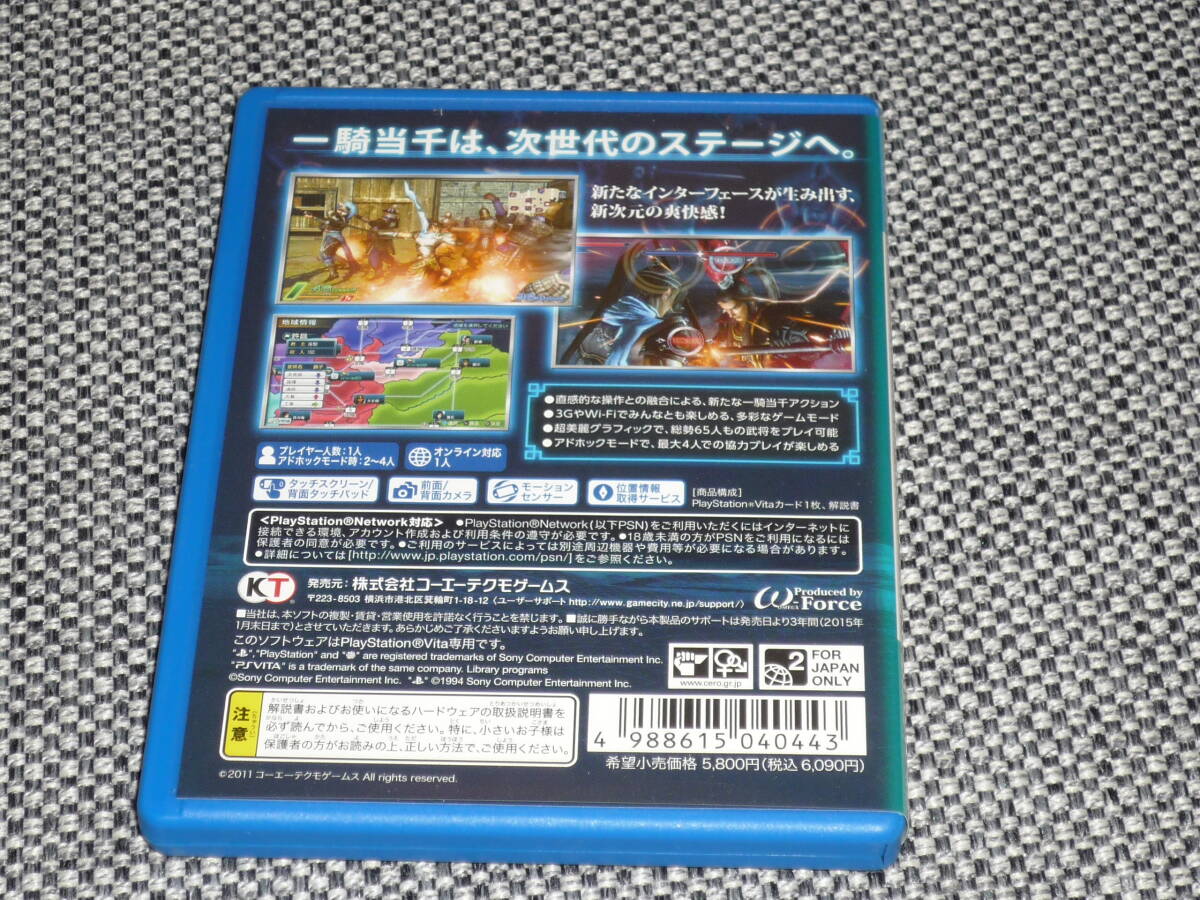 一騎当千は、次世代のステージへ。
新たなインターフェースが生み出す、
新次元の爽快感!
地域情報
●直感的な操作との融合による、新たな一騎当千アクション
●3GやWi-Fiでみんなとも楽しめる、多彩なゲームモード
●超美麗グラフィックで、総勢65人もの武将をプレイ可能
●アドホックモードで、最大4人での協力プレイが楽しめる
プレイヤー人数:1人
アドホックモード時:2~4人
オンライン対応
1人
タッチスクリーン/
背面タッチパッド
前面/
背面カメラ
モーション
センサー
位置情報
取得サービス
[商品構成]
PlayStation®Vitaカード1枚、解説書
<PlayStation®Network対応> ●PlayStation®Network(以下PSN)をご利用いただくにはインターネットに
接続できる環境、アカウント作成および利用条件の遵守が必要です。●18歳未満の方がPSNをご利用になるには
保護者の同意が必要です。●ご利用のサービスによっては別途周辺機器や費用等が必要になる場合があります。
●詳細については[http://www.jp.playstation.com/psn/]をご参照ください。
KT
発売元:株式会社コーエーテクモゲームス
〒223-8503 横浜市港北区箕輪町1-18-12 〈ユーザーサポート http://www.gamecity.ne.jp/support/〉
Produced by
ω OMEGA Force
■当社は、本ソフトの複製・賃貸・営業使用を許諾なく行うことを禁じます。■誠に勝手ながら本製品のサポートは発売日より3年間(2015年
1月末日まで)とさせていただきます。あらかじめご了承くださいますようお願い申し上げます。
このソフトウェアはPlayStation®Vita専用です。
"", "PlayStation" and "" are registered trademarks of Sony Computer Entertainment Inc.
"PSVITA" is a trademark of the same company. Library programs
©Sony Computer Entertainment Inc. "" ©1994 Sony Computer Entertainment Inc.
www.cero.gr.jp
2
FOR
JAPAN
ONLY
注意
解説書およびお使いになるハードウェアの取扱説明書を
必ず読んでから、ご使用ください。特に、小さいお子様は
保護者の方がお読みの上、正しい方法で、ご使用ください。
4 988615 040443
希望小売価格 5,800円(税込 6,090円)
©2011 コーエーテクモゲームス All rights reserved.